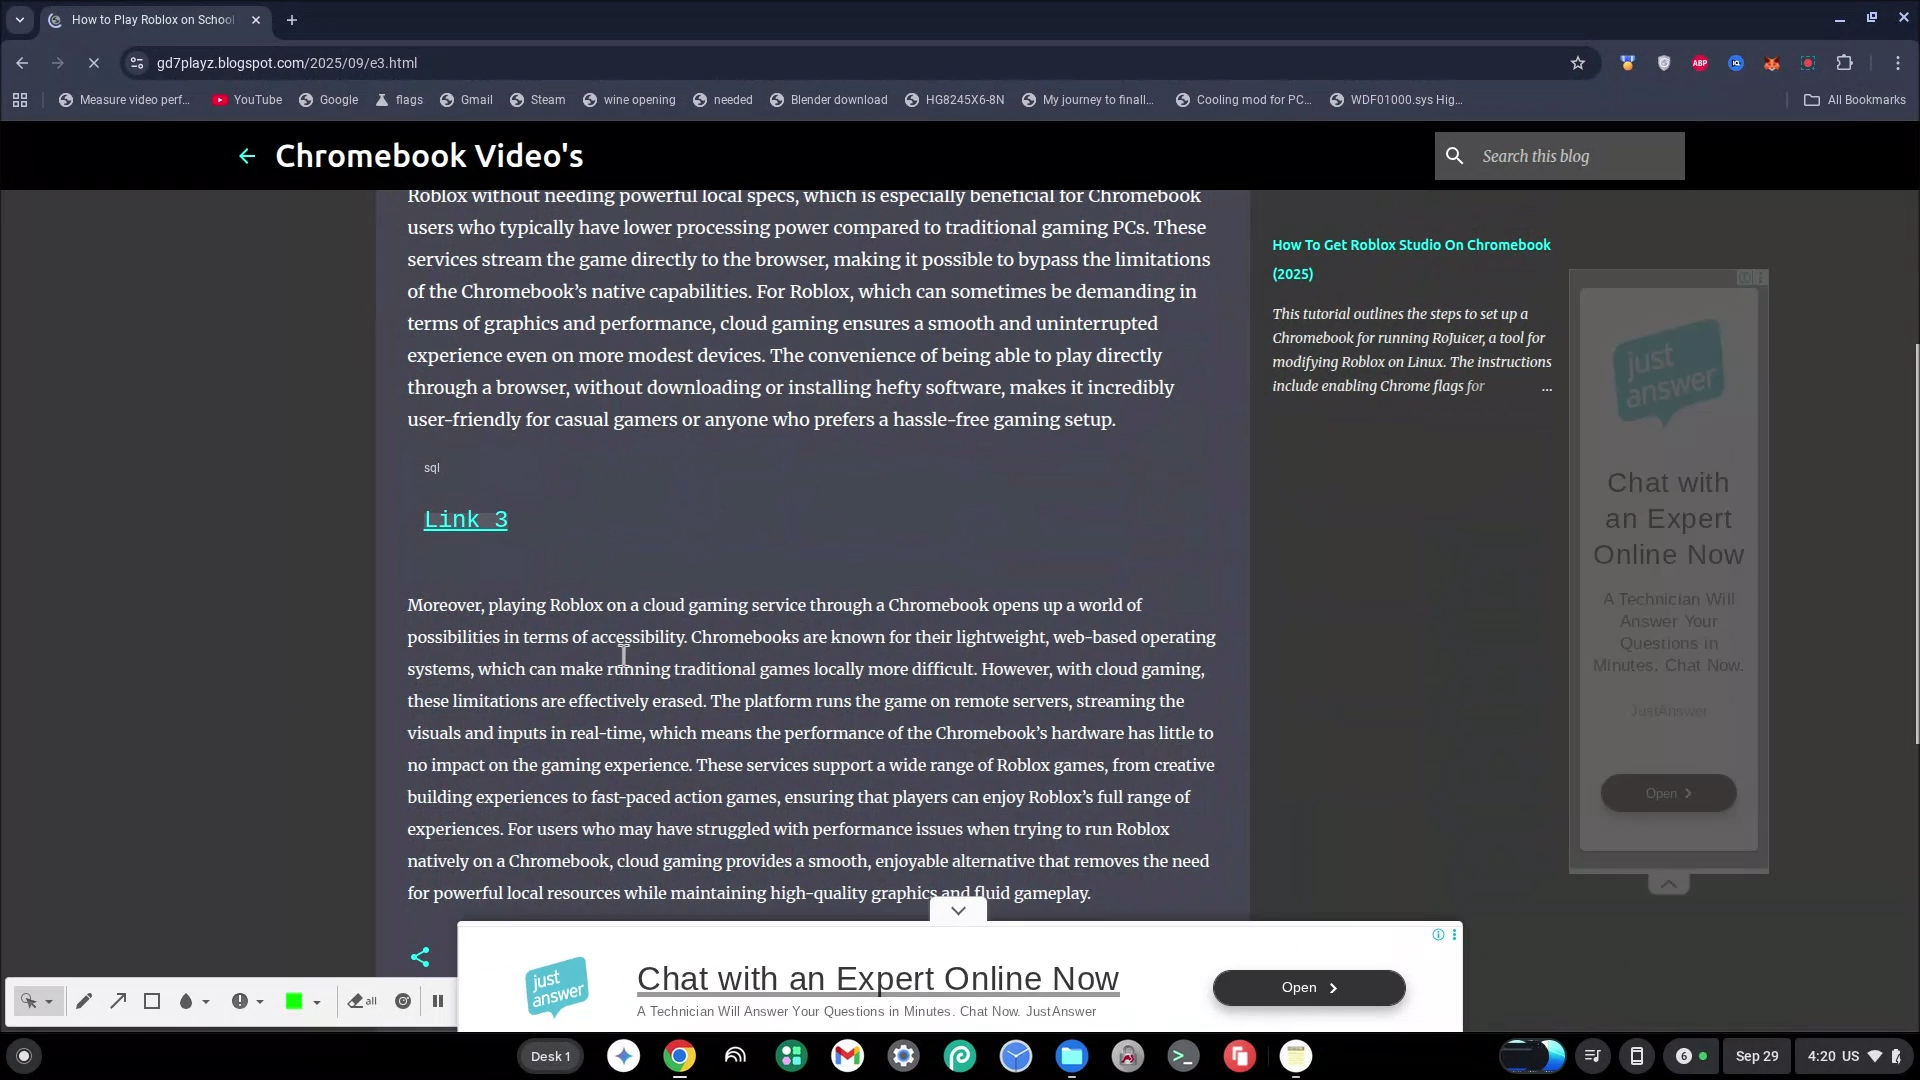 How to Play Roblox on School
gd7playz.blogspot.com/2025/09/e3.html
ABP
Measure video perf...
YouTube
Google
flags
Gmail
Steam
wine opening
needed
Blender download
HG8245X6-8N
My journey to finall...
Cooling mod for PC...
WDF01000.sys Hig...
All Bookmarks
Chromebook Video's
Search this blog
Roblox without needing powerful local specs, which is especially beneficial for Chromebook
users who typically have lower processing power compared to traditional gaming PCs. These
services stream the game directly to the browser, making it possible to bypass the limitations
of the Chromebook’s native capabilities. For Roblox, which can sometimes be demanding in
terms of graphics and performance, cloud gaming ensures a smooth and uninterrupted
experience even on more modest devices. The convenience of being able to play directly
through a browser, without downloading or installing hefty software, makes it incredibly
user-friendly for casual gamers or anyone who prefers a hassle-free gaming setup.
sql
Link 3
Moreover, playing Roblox on a cloud gaming service through a Chromebook opens up a world of
possibilities in terms of accessibility. Chromebooks are known for their lightweight, web-based operating
systems, which can make running traditional games locally more difficult. However, with cloud gaming,
these limitations are effectively erased. The platform runs the game on remote servers, streaming the
visuals and inputs in real-time, which means the performance of the Chromebook’s hardware has little to
no impact on the gaming experience. These services support a wide range of Roblox games, from creative
building experiences to fast-paced action games, ensuring that players can enjoy Roblox’s full range of
experiences. For users who may have struggled with performance issues when trying to run Roblox
natively on a Chromebook, cloud gaming provides a smooth, enjoyable alternative that removes the need
for powerful local resources while maintaining high-quality graphics and fluid gameplay.
How To Get Roblox Studio On Chromebook
(2025)
This tutorial outlines the steps to set up a
Chromebook for running RoJuicer, a tool for
modifying Roblox on Linux. The instructions
include enabling Chrome flags for ...
just
answer
Chat with
an Expert
Online Now
A Technician Will
Answer Your
Questions in
Minutes. Chat Now.
JustAnswer
Open
just
answer
Chat with an Expert Online Now
A Technician Will Answer Your Questions in Minutes. Chat Now. JustAnswer
Open
all
Desk 1
6
Sep 29
4:20 US